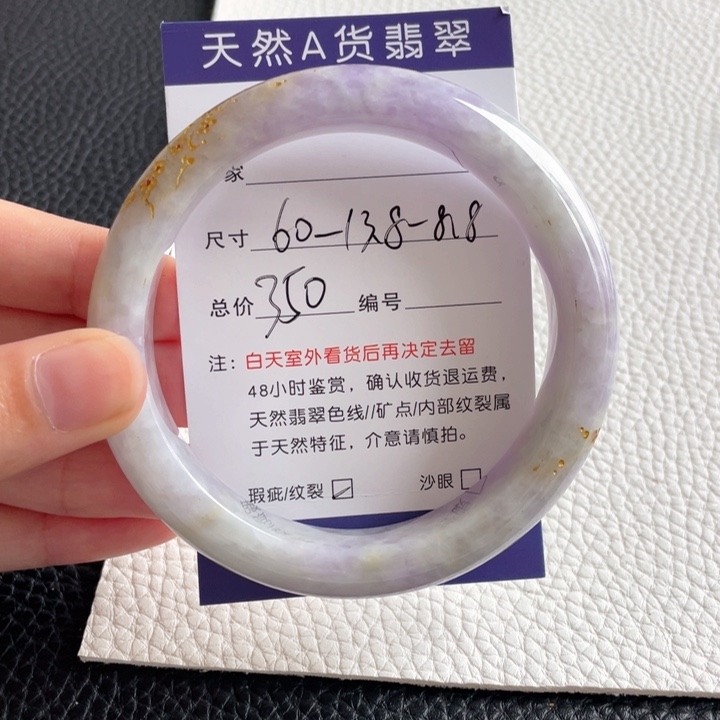 天然A货翡翠
家
尺寸 60-13.8-8.8
总价 350 编号
注：白天室外看货后再决定去留
48小时鉴赏，确认收货退运费，
天然翡翠色线//矿点/内部纹裂属
于天然特征，介意请慎拍。
瑕疵/纹裂 沙眼